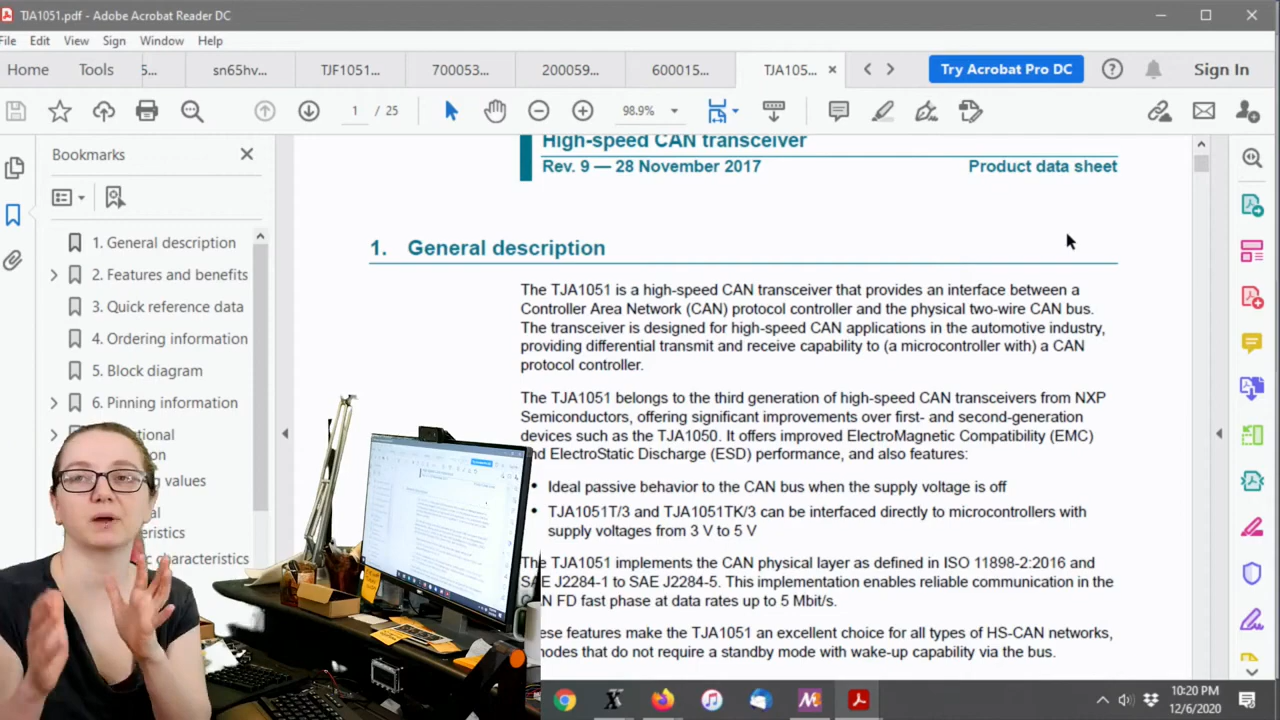 TJA1051.pdf - Adobe Acrobat Reader DC
File Edit View Sign Window Help
Home Tools 5... sn65hv... TJF1051... 700053... 200059... 600015... TJA105... Try Acrobat Pro DC Sign In
1 / 25 98.9%
Bookmarks
1. General description
2. Features and benefits
3. Quick reference data
4. Ordering information
5. Block diagram
6. Pinning information
High-speed CAN transceiver
Rev. 9 — 28 November 2017 Product data sheet
1. General description
The TJA1051 is a high-speed CAN transceiver that provides an interface between a
Controller Area Network (CAN) protocol controller and the physical two-wire CAN bus.
The transceiver is designed for high-speed CAN applications in the automotive industry,
providing differential transmit and receive capability to (a microcontroller with) a CAN
protocol controller.
The TJA1051 belongs to the third generation of high-speed CAN transceivers from NXP
Semiconductors, offering significant improvements over first- and second-generation
devices such as the TJA1050. It offers improved ElectroMagnetic Compatibility (EMC)
and ElectroStatic Discharge (ESD) performance, and also features:
• Ideal passive behavior to the CAN bus when the supply voltage is off
• TJA1051T/3 and TJA1051TK/3 can be interfaced directly to microcontrollers with
supply voltages from 3 V to 5 V
The TJA1051 implements the CAN physical layer as defined in ISO 11898-2:2016 and
SAE J2284-1 to SAE J2284-5. This implementation enables reliable communication in the
N FD fast phase at data rates up to 5 Mbit/s.
ese features make the TJA1051 an excellent choice for all types of HS-CAN networks,
nodes that do not require a standby mode with wake-up capability via the bus.
10:20 PM
12/6/2020